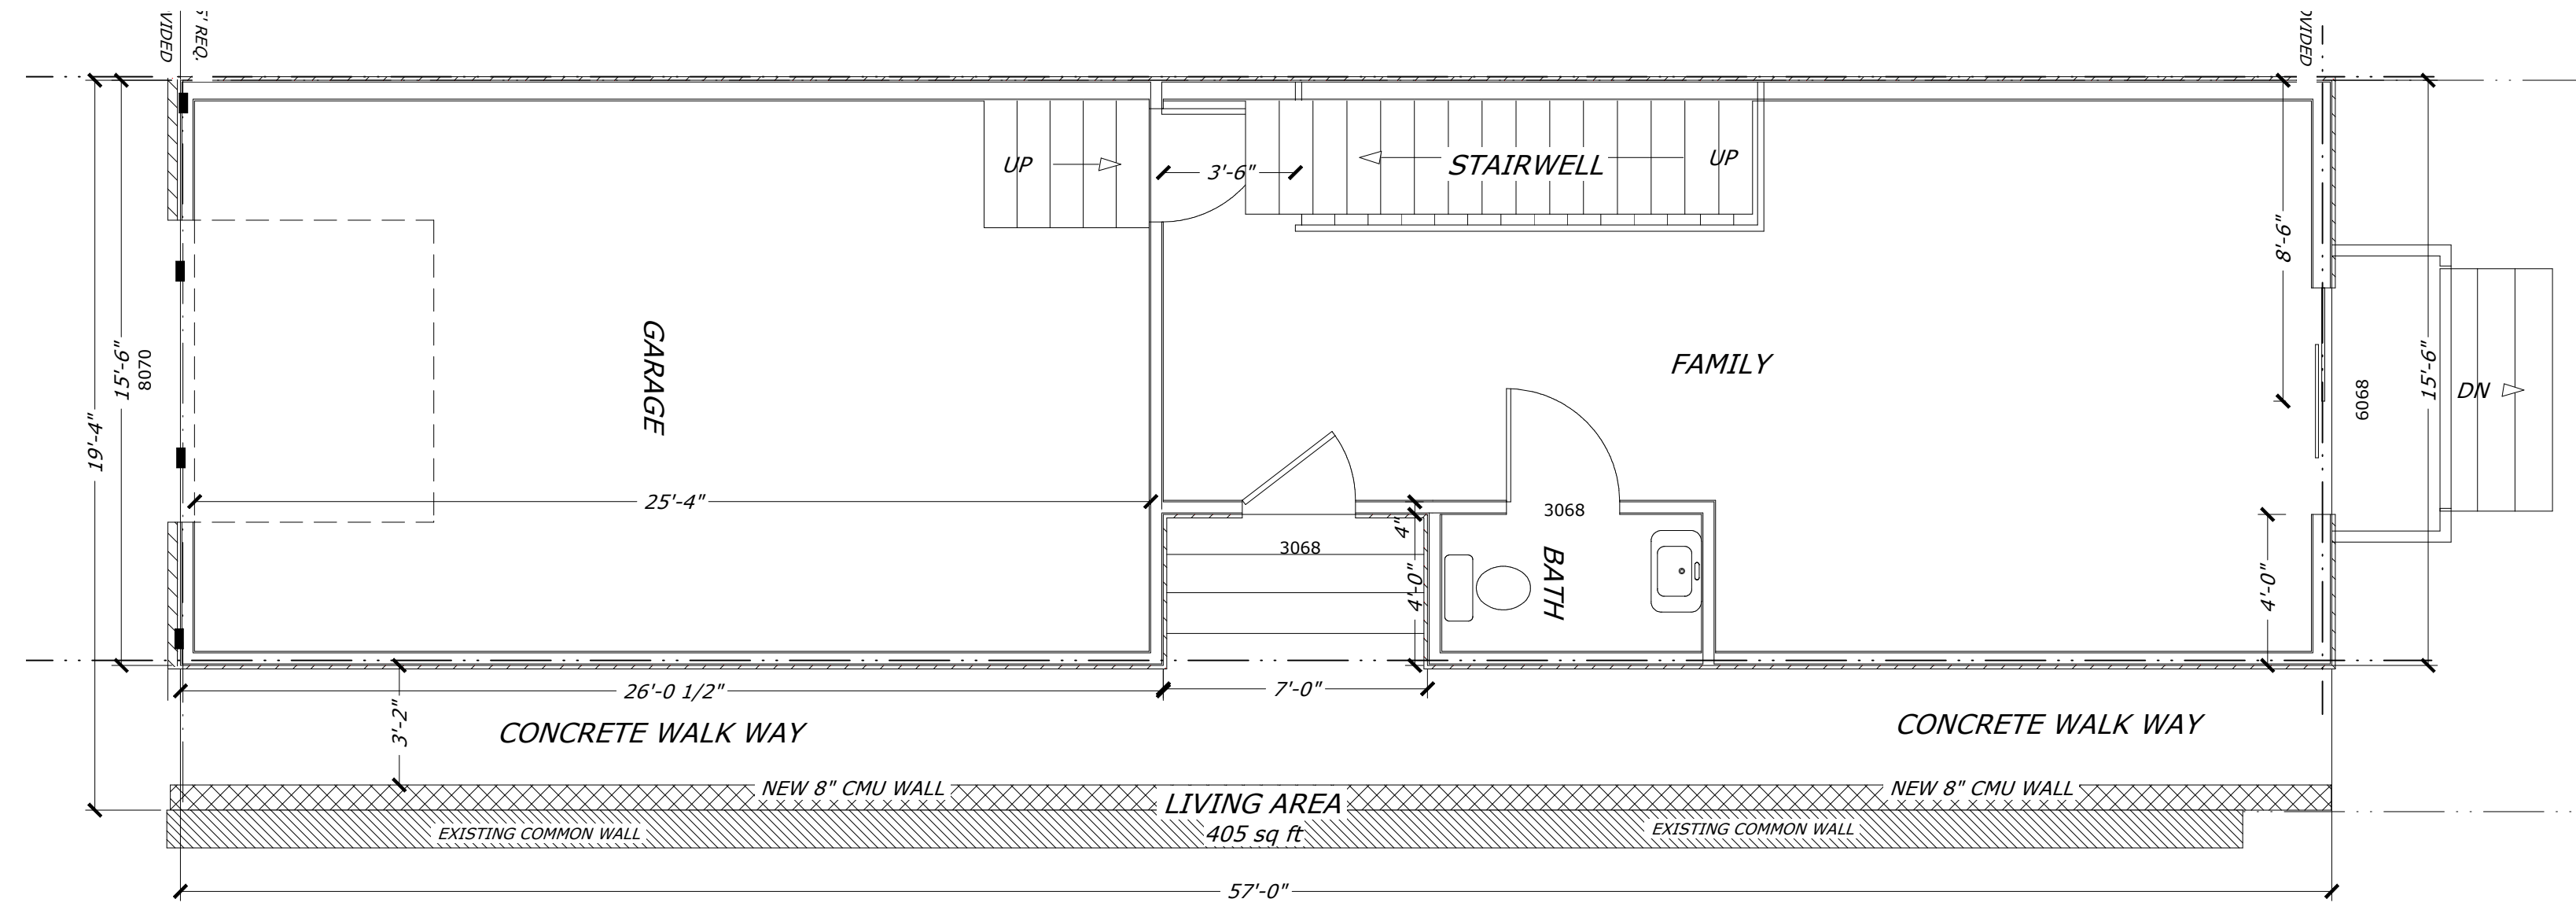 VIDED
5' REQ.
OVIDED
UP
3'-6"
STAIRWELL
UP
8'-6"
GARAGE
FAMILY
15'-6"
8070
19'-4"
15'-6"
6068
DN
25'-4"
3068
3068
4"
4'-0"
BATH
4'-0"
26'-0 1/2"
7'-0"
3'-2"
CONCRETE WALK WAY
CONCRETE WALK WAY
NEW 8" CMU WALL
NEW 8" CMU WALL
LIVING AREA
405 sq ft
EXISTING COMMON WALL
EXISTING COMMON WALL
57'-0"